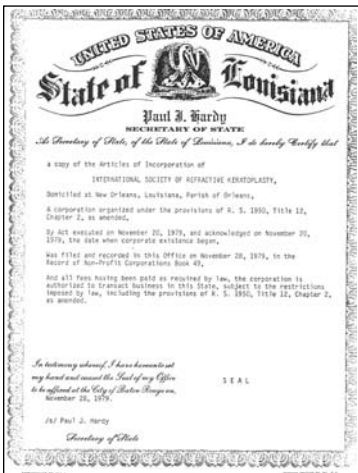 UNITED STATES OF AMERICA
State of Louisiana
Paul J. Hardy
SECRETARY OF STATE
As Secretary of State, of the State of Louisiana, I do hereby Certify that
a copy of the Articles of Incorporation of
INTERNATIONAL SOCIETY OF REFRACTIVE KERATOPLASTY,
Domiciled at New Orleans, Louisiana, Parish of Orleans,
A corporation organized under the provisions of R. S. 1950, Title 12,
Chapter 2, as amended,
By Act executed on November 20, 1979, and acknowledged on November 20,
1979, the date when corporate existence began,
Was filed and recorded in this Office on November 28, 1979, in the
Record of Non-Profit Corporations Book 49,
And all fees having been paid as required by law, the corporation is
authorized to transact business in this State, subject to the restrictions
imposed by law, including the provisions of R. S. 1950, Title 12, Chapter 2,
as amended.
In testimony whereof, I have hereunto set
my hand and caused the Seal of my Office
to be affixed at the City of Baton Rouge on,
November 28, 1979.
SEAL
/s/ Paul J. Hardy
Secretary of State